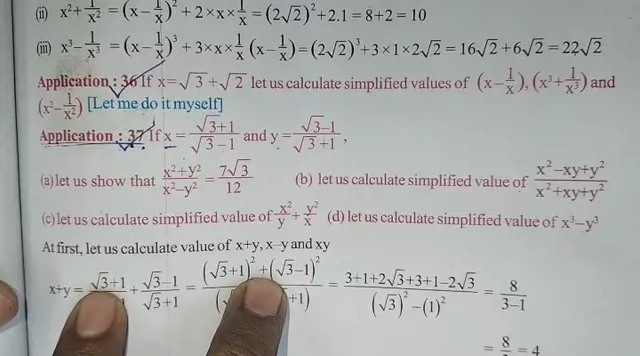 (ii) x²+1/x² = (x−1/x)²+2×x×1/x = (2√2)²+2.1 = 8+2 = 10
(iii) x³−1/x³ = (x−1/x)³+3×x×1/x(x−1/x) = (2√2)³+3×1×2√2 = 16√2+6√2 = 22√2
Application : 36 If x=√3+√2 let us calculate simplified values of (x−1/x), (x³+1/x³) and
(x²−1/x²) [Let me do it myself]
Application : 37 If x = (√3+1)/(√3−1) and y = (√3−1)/(√3+1),
(a) let us show that (x²+y²)/(x²−y²) = 7√3/12 (b) let us calculate simplified value of (x²−xy+y²)/(x²+xy+y²)
(c) let us calculate simplified value of x²/y + y²/x (d) let us calculate simplified value of x³−y³
At first, let us calculate value of x+y, x−y and xy
x+y = √3+1 + (√3−1)/(√3+1) = (√3+1)²+(√3−1)² +1) = (3+1+2√3+3+1−2√3)/((√3)²−(1)²) = 8/(3−1)
= 8 = 4